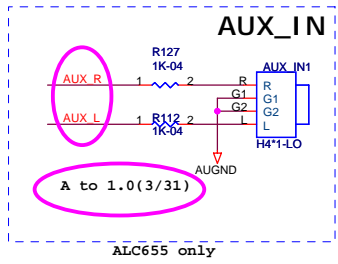 AUX_IN
R127
1K-04
AUX_IN1
AUX_R 1 2 R R
G1 G1
G2 G2
AUX_L 1 2 L L
R112
1K-04
H4*1-LO
AUGND
A to 1.0(3/31)
ALC655 only